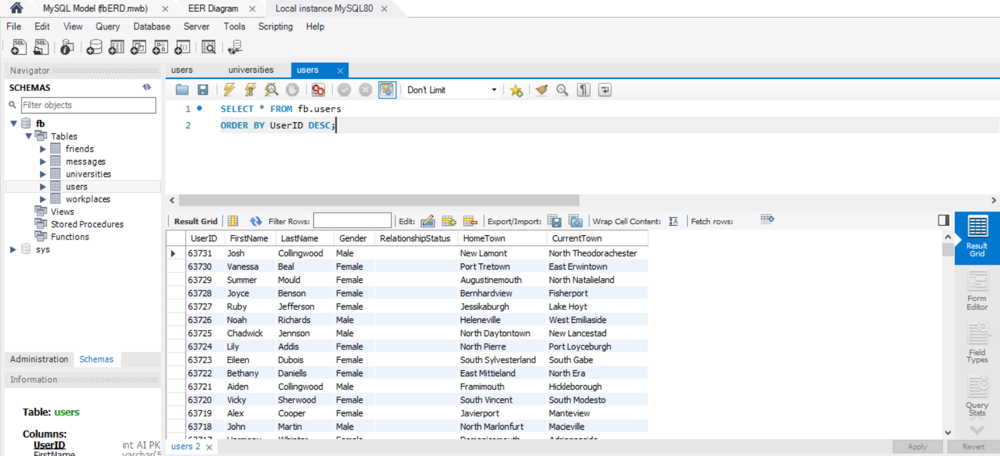 MySQL Model (fbERD.mwb) EER Diagram Local instance MySQL80
File Edit View Query Database Server Tools Scripting Help
Navigator
SCHEMAS
Filter objects
fb
Tables
friends
messages
universities
users
workplaces
Views
Stored Procedures
Functions
sys
Administration Schemas
Information
Table: users
Columns:
UserID int AI PK
FirstName
users universities users
Don't Limit
1 SELECT * FROM fb.users
2 ORDER BY UserID DESC;
Result Grid Filter Rows: Edit: Export/Import: Wrap Cell Content: Fetch rows:
UserID FirstName LastName Gender RelationshipStatus HomeTown CurrentTown
63731 Josh Collingwood Male New Lamont North Theodorachester
63730 Vanessa Beal Female Port Tretown East Erwintown
63729 Summer Mould Female Augustinemouth North Natalieland
63728 Joyce Benson Female Bernhardview Fisherport
63727 Ruby Jefferson Female Jessikaburgh Lake Hoyt
63726 Noah Richards Male Heleneville West Emiliaside
63725 Chadwick Jennson Male North Daytontown New Lancestad
63724 Lily Addis Female North Pierre Port Loyceburgh
63723 Eileen Dubois Female South Sylvesterland South Gabe
63722 Bethany Daniells Female East Mittieland North Era
63721 Aiden Collingwood Male Framimouth Hickleborough
63720 Vicky Sherwood Female South Vincent South Modesto
63719 Alex Cooper Female Javierport Manteview
63718 John Martin Male North Marlonfurt Macieville
users 2
Result
Grid
Form
Editor
Field
Types
Query
Stats
Apply Revert